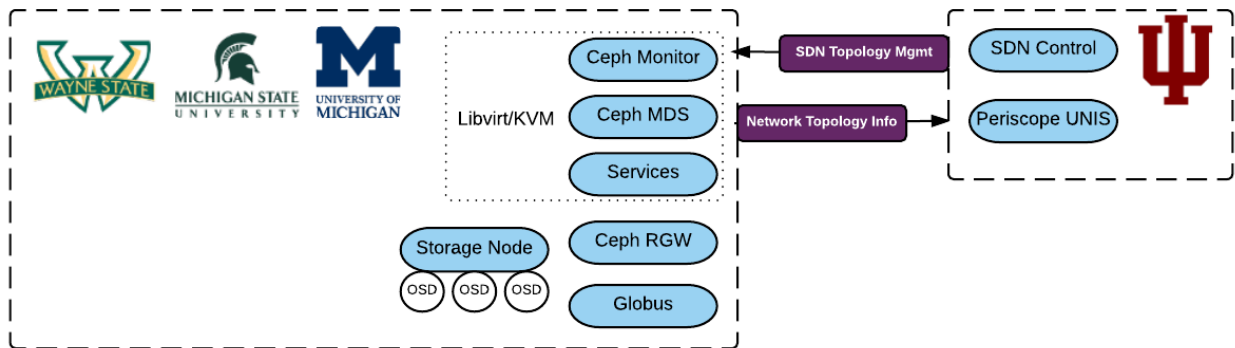 WAYNE STATE
MICHIGAN STATE
UNIVERSITY
UNIVERSITY OF
MICHIGAN
Libvirt/KVM
Ceph Monitor
Ceph MDS
Services
Storage Node
OSD OSD OSD
Ceph RGW
Globus
SDN Topology Mgmt
Network Topology Info
SDN Control
Periscope UNIS